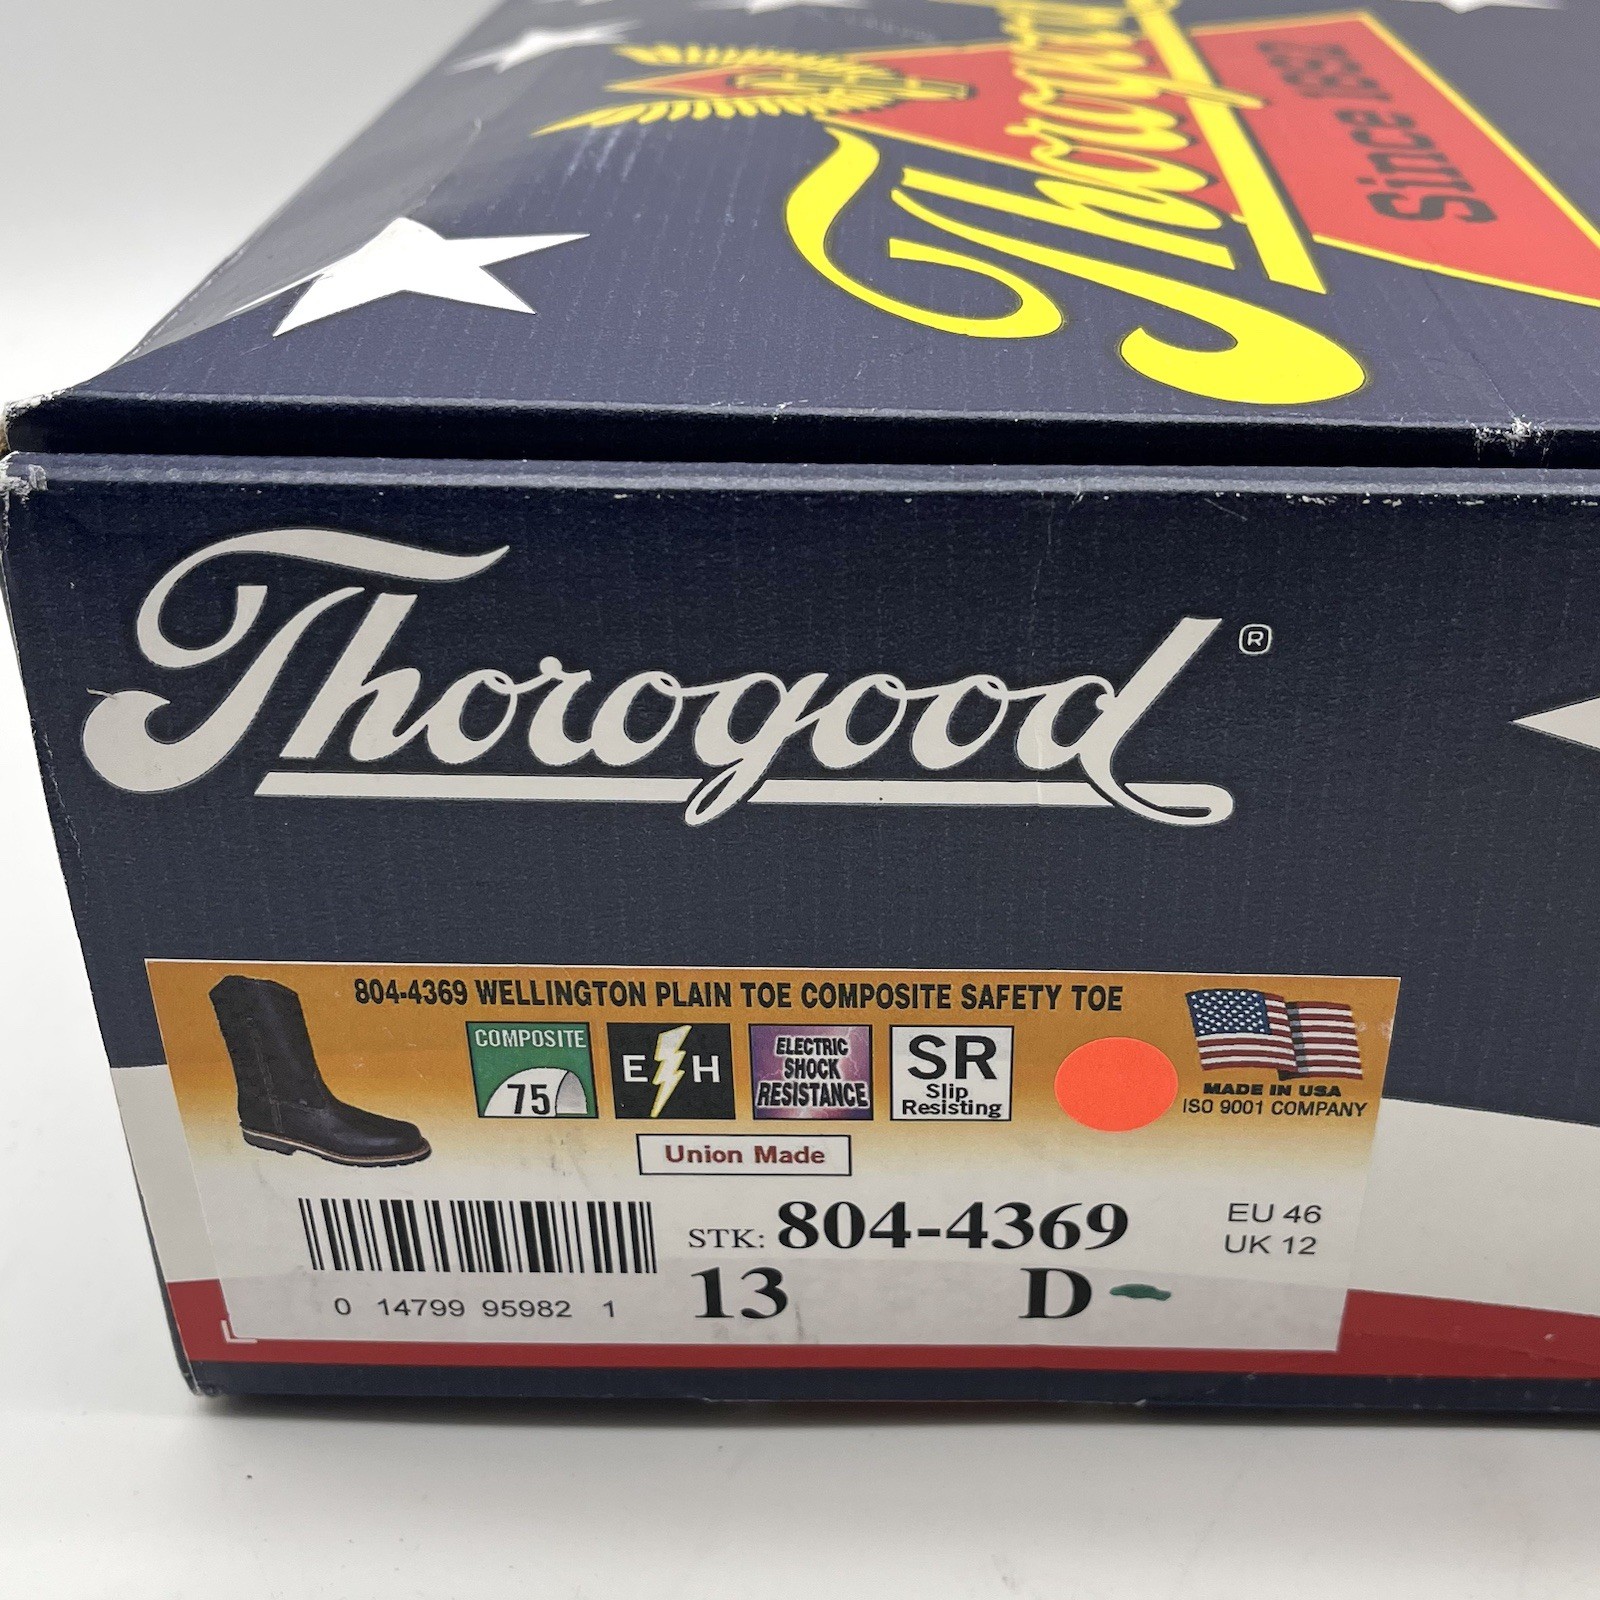 Thorogood
Since 1892
Thorogood ®
804-4369 WELLINGTON PLAIN TOE COMPOSITE SAFETY TOE
COMPOSITE
75
EH
ELECTRIC
SHOCK
RESISTANCE
SR
Slip
Resisting
MADE IN USA
ISO 9001 COMPANY
Union Made
STK: 804-4369
EU 46
UK 12
0 14799 95982 1
13 D